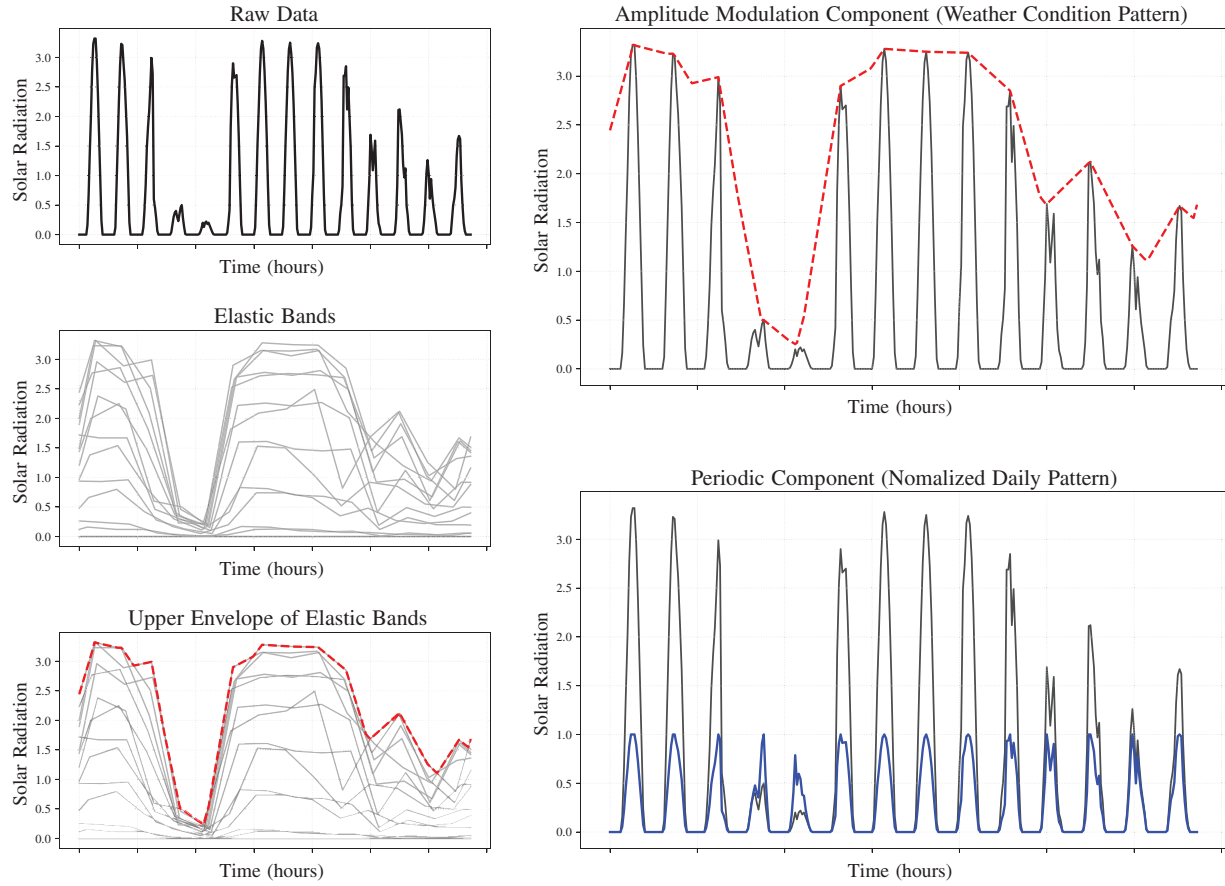 Raw Data
3.0
2.5
2.0
1.5
1.0
0.5
0.0
Solar Radiation
Time (hours)
Elastic Bands
3.0
2.5
2.0
1.5
1.0
0.5
0.0
Solar Radiation
Time (hours)
Upper Envelope of Elastic Bands
3.0
2.5
2.0
1.5
1.0
0.5
0.0
Solar Radiation
Time (hours)
Amplitude Modulation Component (Weather Condition Pattern)
3.0
2.5
2.0
1.5
1.0
0.5
0.0
Solar Radiation
Time (hours)
Periodic Component (Nomalized Daily Pattern)
3.0
2.5
2.0
1.5
1.0
0.5
0.0
Solar Radiation
Time (hours)